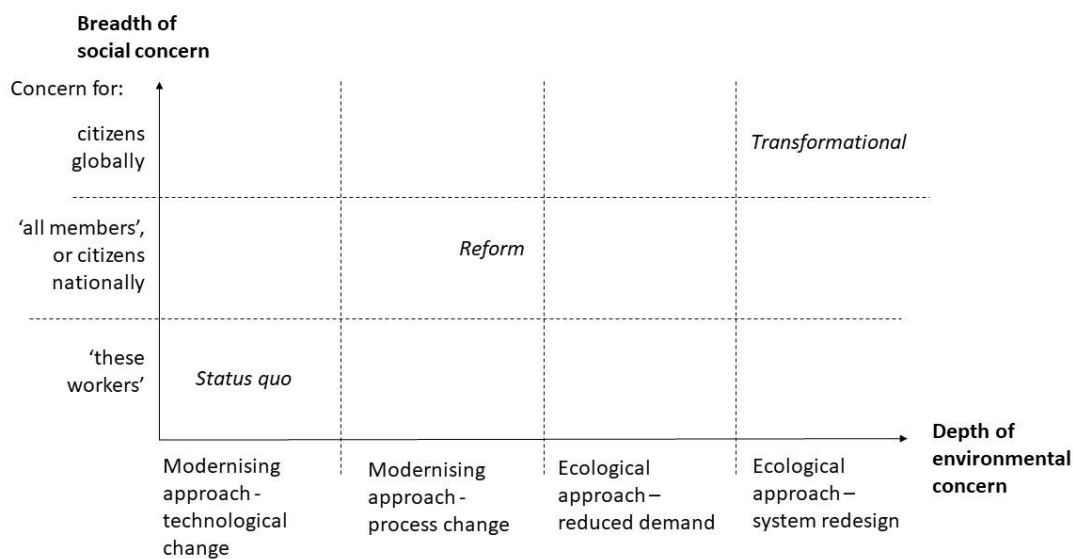 Breadth of
social concern
Concern for:
citizens
globally
Transformational
‘all members’,
or citizens
nationally
Reform
‘these
workers’
Status quo
Depth of
environmental
concern
Modernising
approach -
technological
change
Modernising
approach -
process change
Ecological
approach –
reduced demand
Ecological
approach –
system redesign